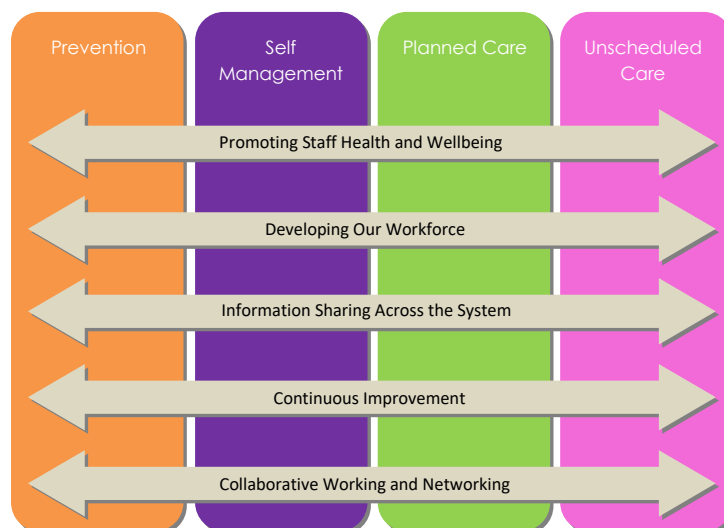 Prevention
Self
Management
Planned Care
Unscheduled
Care
Promoting Staff Health and Wellbeing
Developing Our Workforce
Information Sharing Across the System
Continuous Improvement
Collaborative Working and Networking